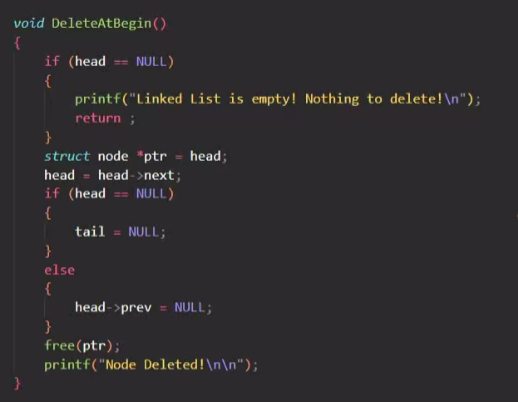 void DeleteAtBegin()
{
    if (head == NULL)
    {
        printf("Linked List is empty! Nothing to delete!\n");
        return ;
    }
    struct node *ptr = head;
    head = head->next;
    if (head == NULL)
    {
        tail = NULL;
    }
    else
    {
        head->prev = NULL;
    }
    free(ptr);
    printf("Node Deleted!\n\n");
}